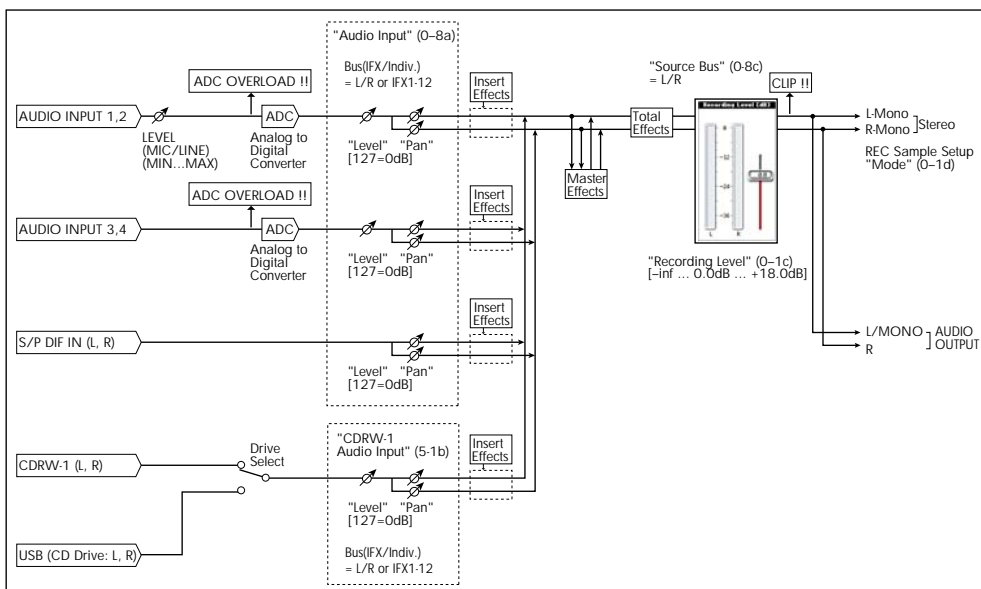 "Audio Input" (0–8a)
Bus(IFX/Indiv.)
= L/R or IFX1-12
"Source Bus" (0-8c)
= L/R
ADC OVERLOAD !!
Insert
Effects
CLIP !!
Recording Level [dB]
AUDIO INPUT 1,2
ADC
Total
Effects
L-Mono
R-Mono
Stereo
LEVEL
(MIC/LINE)
(MIN...MAX)
Analog to
Digital
Converter
"Level" "Pan"
[127=0dB]
Master
Effects
0
-12
-24
-36
L
R
REC Sample Setup
"Mode" (0–1d)
ADC OVERLOAD !!
Insert
Effects
AUDIO INPUT 3,4
ADC
Analog to
Digital
Converter
"Level" "Pan"
[127=0dB]
"Recording Level" (0–1c)
[–inf ... 0.0dB ... +18.0dB]
Insert
Effects
S/P DIF IN (L, R)
"Level" "Pan"
[127=0dB]
L/MONO
R
AUDIO
OUTPUT
"CDRW-1
Audio Input" (5-1b)
Insert
Effects
CDRW-1 (L, R)
Drive
Select
"Level" "Pan"
[127=0dB]
USB (CD Drive: L, R)
Bus(IFX/Indiv.)
= L/R or IFX1-12